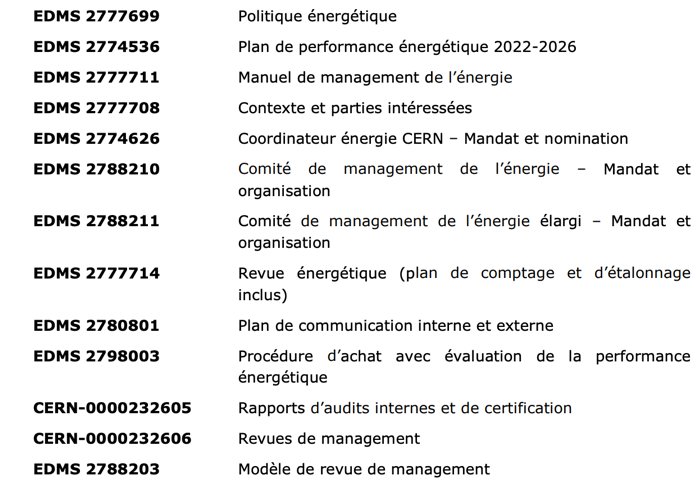 EDMS 2777699 Politique énergétique
EDMS 2774536 Plan de performance énergétique 2022-2026
EDMS 2777711 Manuel de management de l’énergie
EDMS 2777708 Contexte et parties intéressées
EDMS 2774626 Coordinateur énergie CERN – Mandat et nomination
EDMS 2788210 Comité de management de l’énergie – Mandat et
organisation
EDMS 2788211 Comité de management de l’énergie élargi – Mandat et
organisation
EDMS 2777714 Revue énergétique (plan de comptage et d’étalonnage
inclus)
EDMS 2780801 Plan de communication interne et externe
EDMS 2798003 Procédure d’achat avec évaluation de la performance
énergétique
CERN-0000232605 Rapports d’audits internes et de certification
CERN-0000232606 Revues de management
EDMS 2788203 Modèle de revue de management